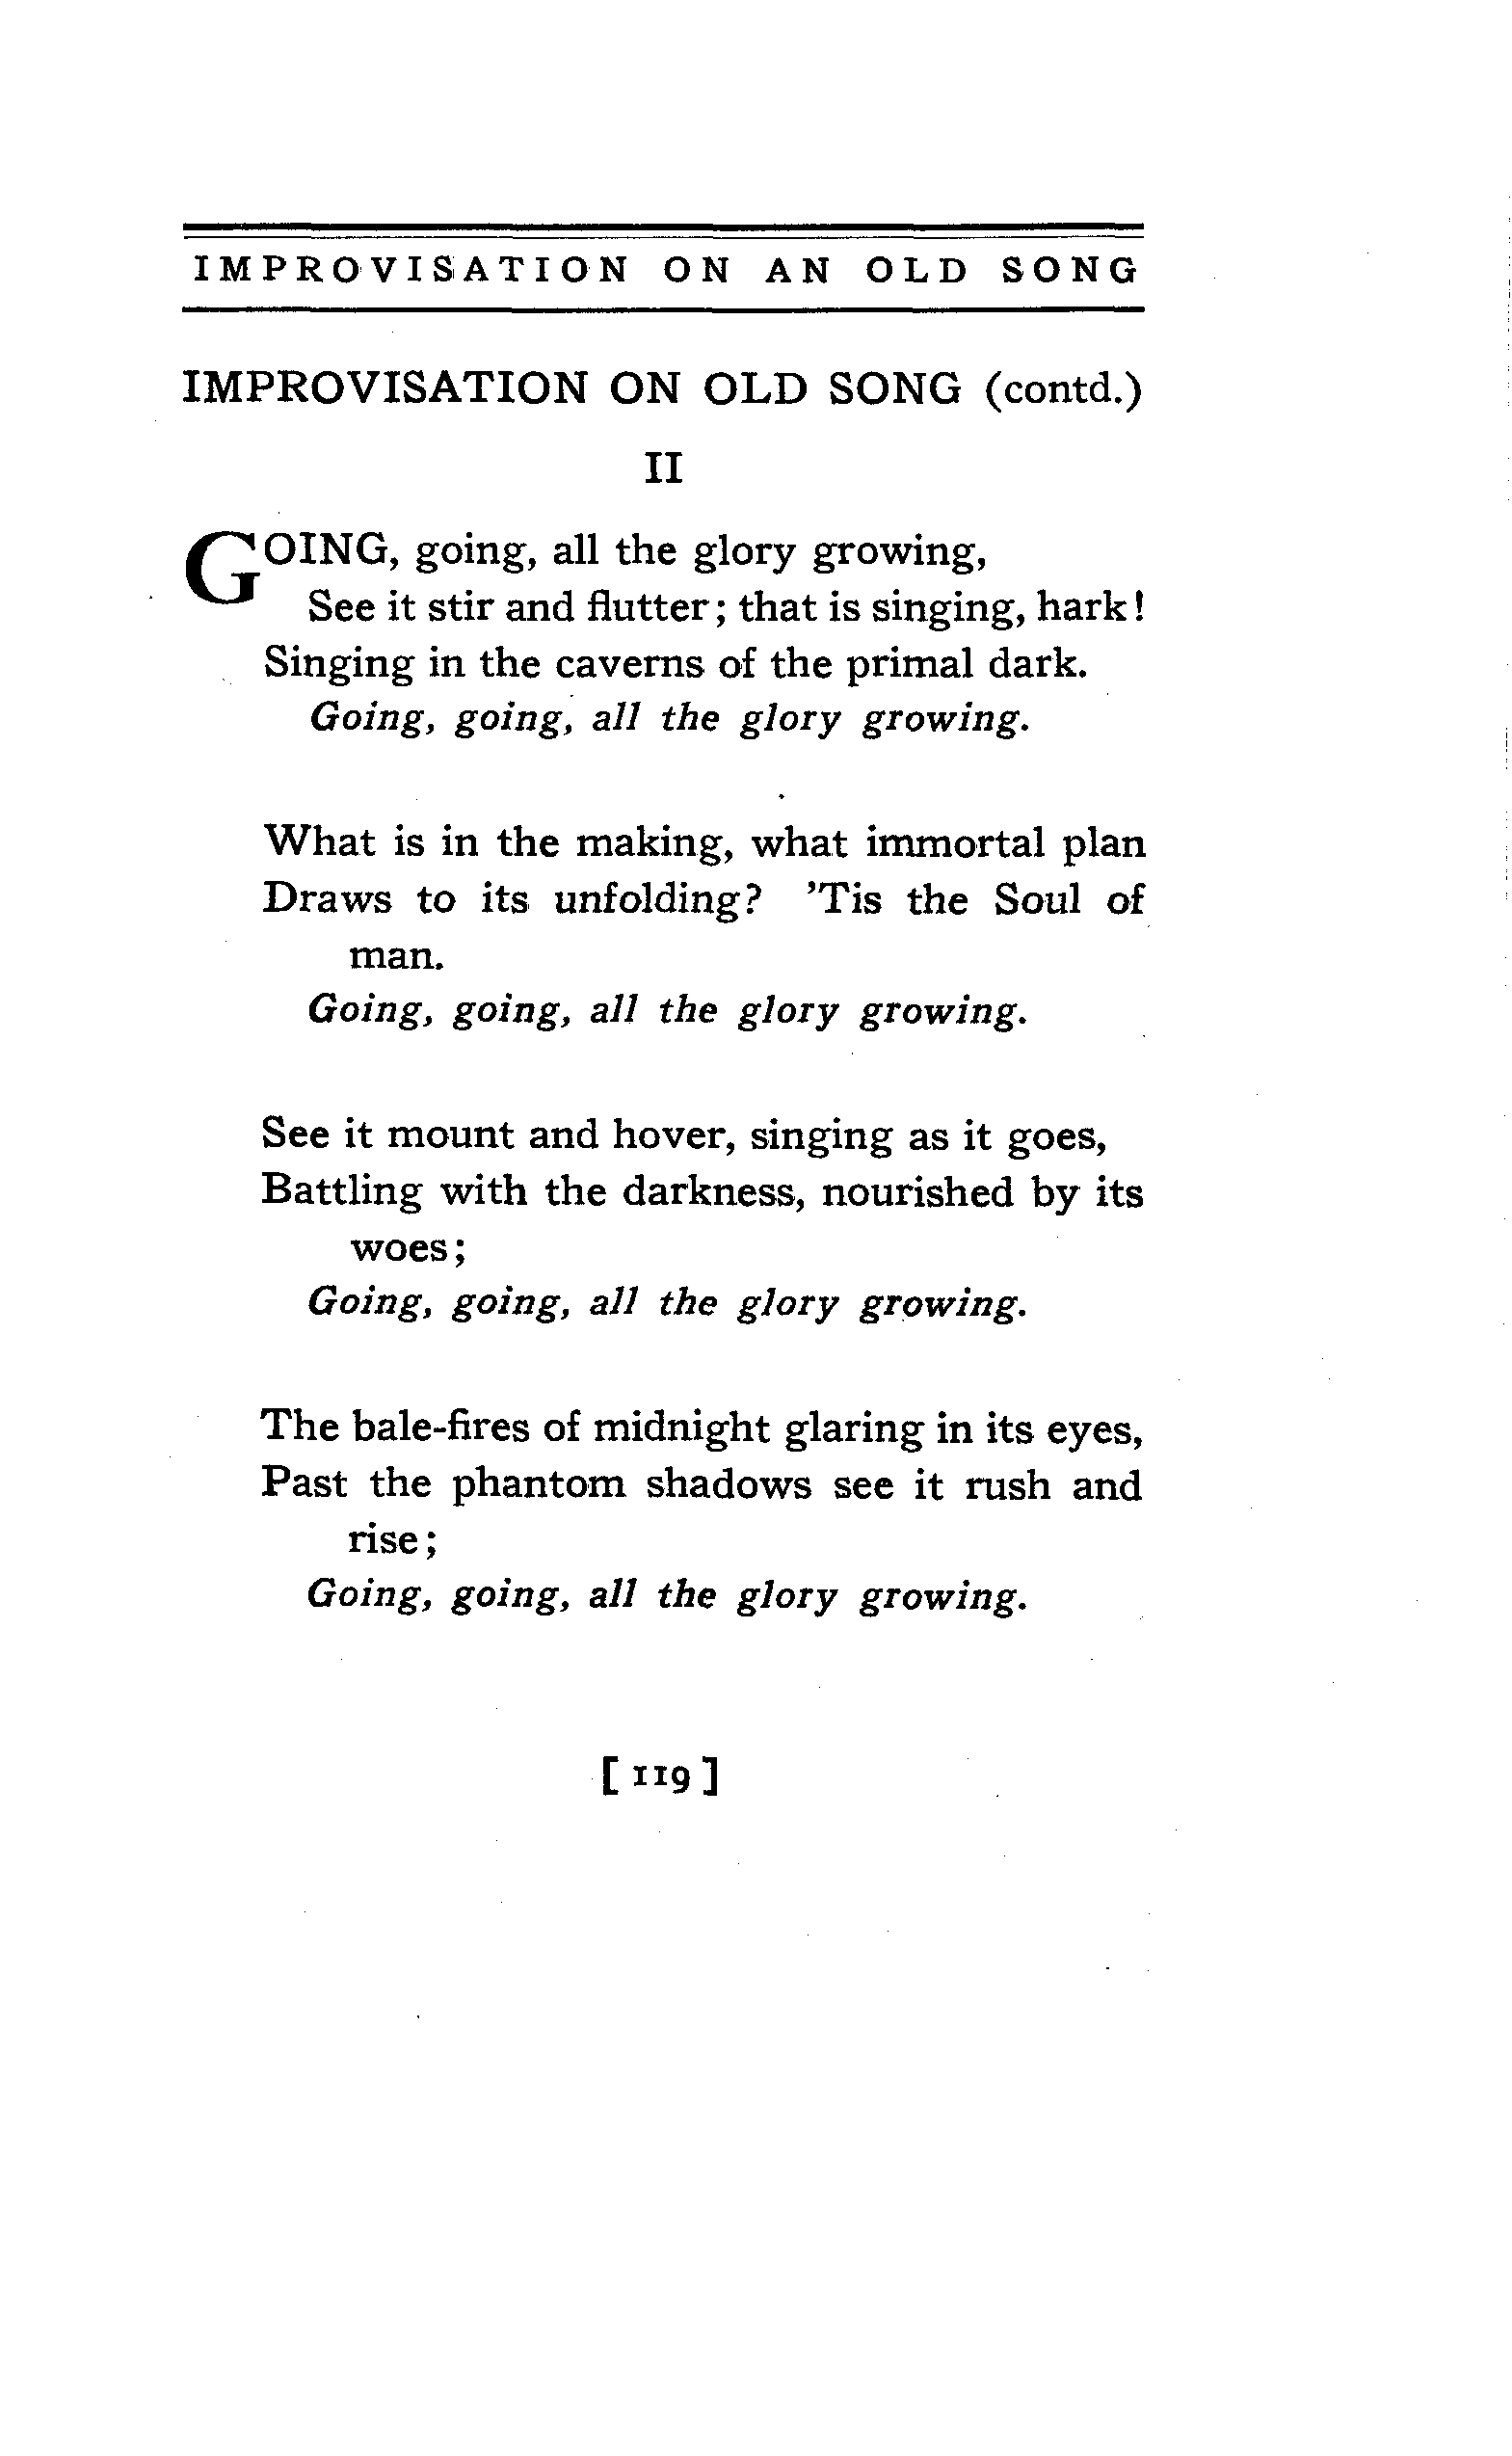 IMPROVISATION ON AN OLD SONG
IMPROVISATION ON OLD SONG (contd.)
II
GOING, going, all the glory growing,
See it stir and flutter; that is singing, hark!
Singing in the caverns of the primal dark.
Going, going, all the glory growing.
What is in the making, what immortal plan
Draws to its unfolding? 'Tis the Soul of
man.
Going, going, all the glory growing.
See it mount and hover, singing as it goes,
Battling with the darkness, nourished by its
woes;
Going, going, all the glory growing.
The bale-fires of midnight glaring in its eyes,
Past the phantom shadows see it rush and
rise;
Going, going, all the glory growing.
[119]